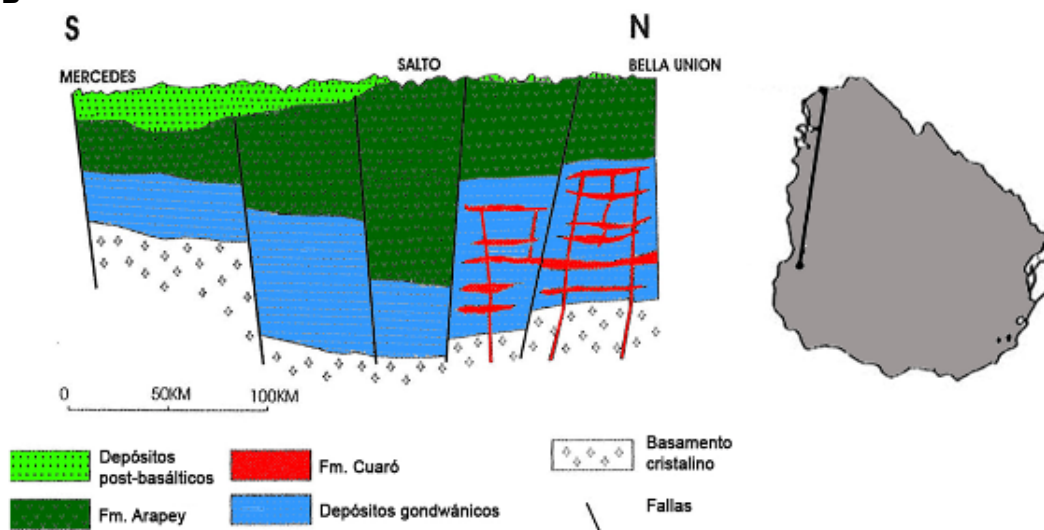 S
N
MERCEDES
SALTO
BELLA UNION
0
50KM
100KM
Depósitos
post-basálticos
Fm. Arapey
Fm. Cuaró
Depósitos gondwánicos
Basamento
cristalino
Fallas